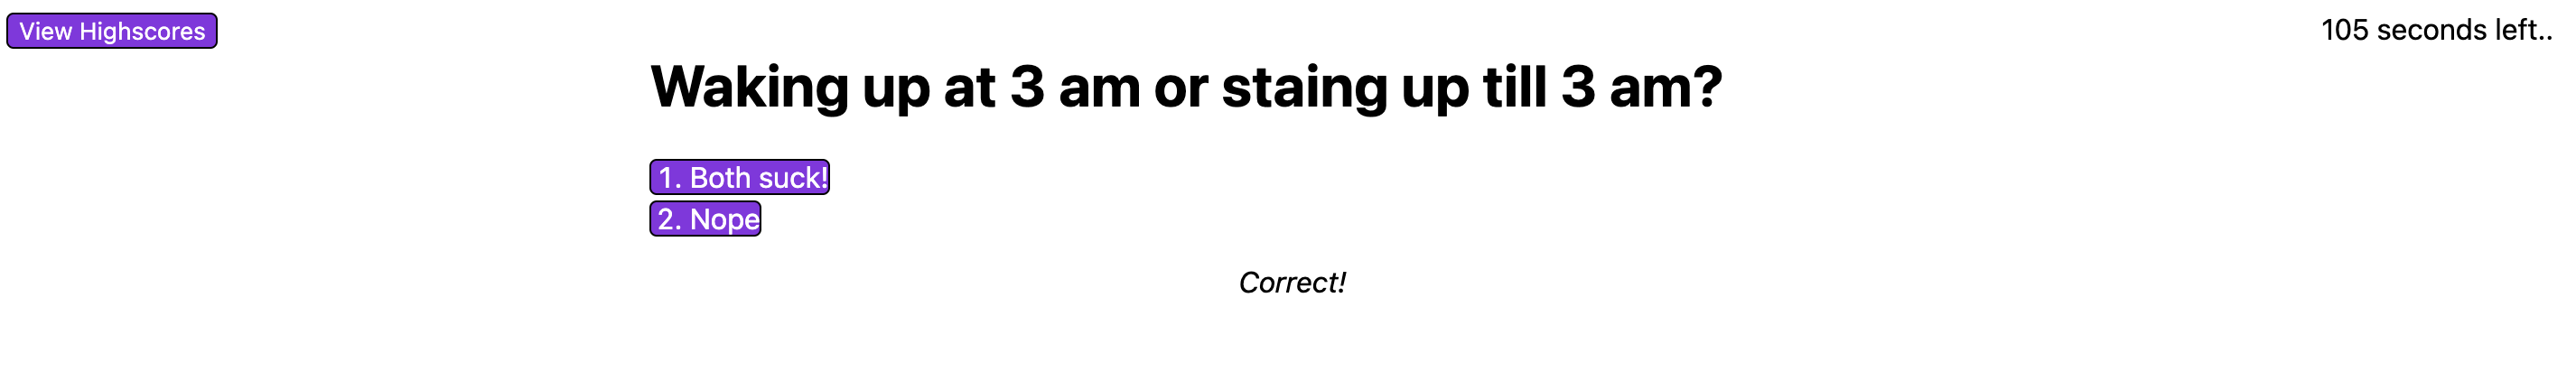 View Highscores
105 seconds left..
Waking up at 3 am or staing up till 3 am?
1. Both suck!
2. Nope
Correct!